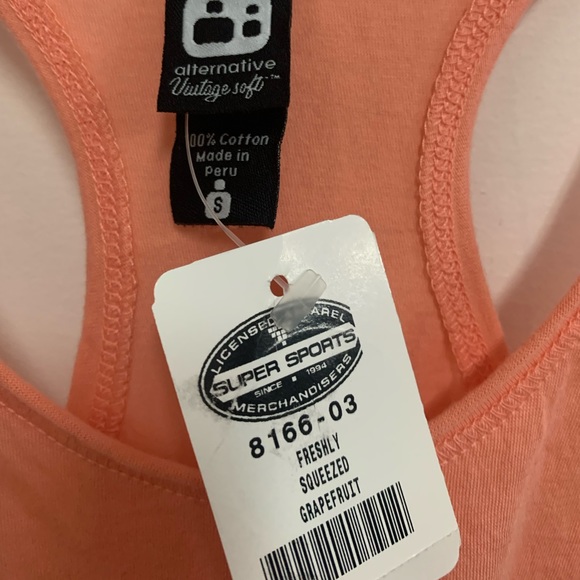 alternative
Vintage soft™
100% Cotton
Made in
Peru
S
LICENSED APPAREL
SUPER SPORTS
SINCE 1994
MERCHANDISERS
8166-03
FRESHLY
SQUEEZED
GRAPEFRUIT